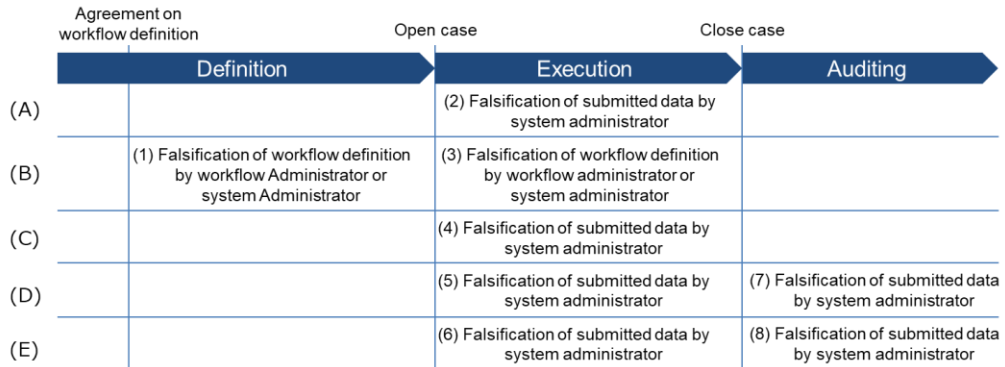 Agreement on
workflow definition
Open case
Close case
Definition
Execution
Auditing
(A)
(2) Falsification of submitted data by
system administrator
(B)
(1) Falsification of workflow definition
by workflow Administrator or
system Administrator
(3) Falsification of workflow definition
by workflow administrator or
system administrator
(C)
(4) Falsification of submitted data by
system administrator
(D)
(5) Falsification of submitted data by
system administrator
(7) Falsification of submitted data
by system administrator
(E)
(6) Falsification of submitted data by
system administrator
(8) Falsification of submitted data
by system administrator